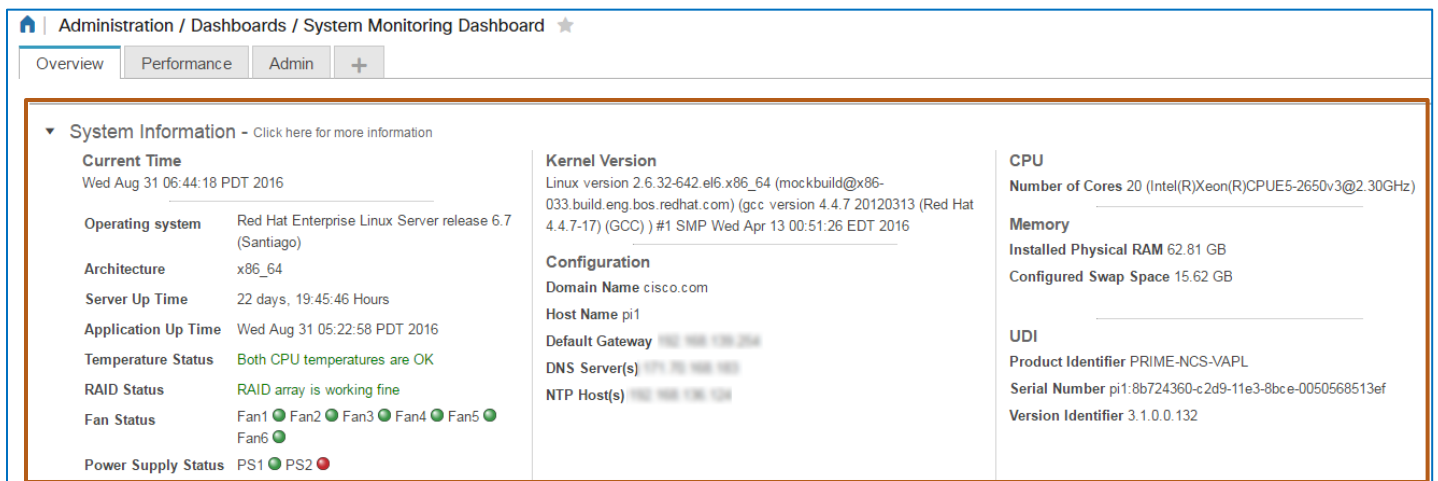 Administration / Dashboards / System Monitoring Dashboard
Overview Performance Admin +
System Information - Click here for more information
Current Time
Wed Aug 31 06:44:18 PDT 2016
Operating system Red Hat Enterprise Linux Server release 6.7
(Santiago)
Architecture x86_64
Server Up Time 22 days, 19:45:46 Hours
Application Up Time Wed Aug 31 05:22:58 PDT 2016
Temperature Status Both CPU temperatures are OK
RAID Status RAID array is working fine
Fan Status Fan1 Fan2 Fan3 Fan4 Fan5
Fan6
Power Supply Status PS1 PS2
Kernel Version
Linux version 2.6.32-642.el6.x86_64 (mockbuild@x86-
033.build.eng.bos.redhat.com) (gcc version 4.4.7 20120313 (Red Hat
4.4.7-17) (GCC) ) #1 SMP Wed Apr 13 00:51:26 EDT 2016
Configuration
Domain Name cisco.com
Host Name pi1
Default Gateway
DNS Server(s)
NTP Host(s)
CPU
Number of Cores 20 (Intel(R)Xeon(R)CPUE5-2650v3@2.30GHz)
Memory
Installed Physical RAM 62.81 GB
Configured Swap Space 15.62 GB
UDI
Product Identifier PRIME-NCS-VAPL
Serial Number pi1:8b724360-c2d9-11e3-8bce-0050568513ef
Version Identifier 3.1.0.0.132